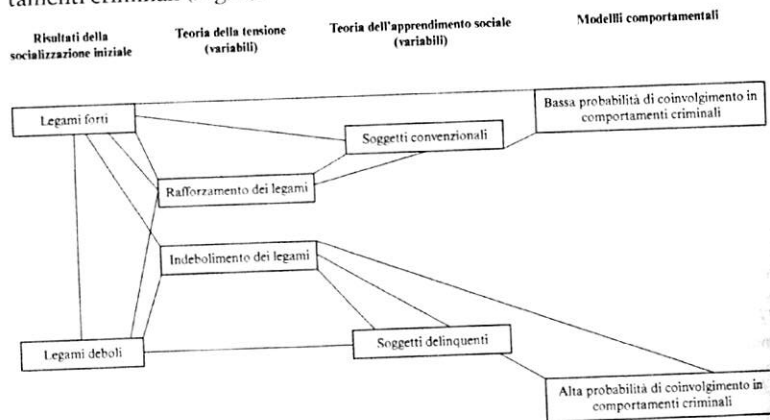 Risultati della
socializzazione iniziale
Teoria della tensione
(variabili)
Teoria dell'apprendimento sociale
(variabili)
Modellli comportamentali
Legami forti
Bassa probabilità di coinvolgimento in
comportamenti criminali
Soggetti convenzionali
Rafforzamento dei legami
Indebolimento dei legami
Legami deboli
Soggetti delinquenti
Alta probabilità di coinvolgimento in
comportamenti criminali